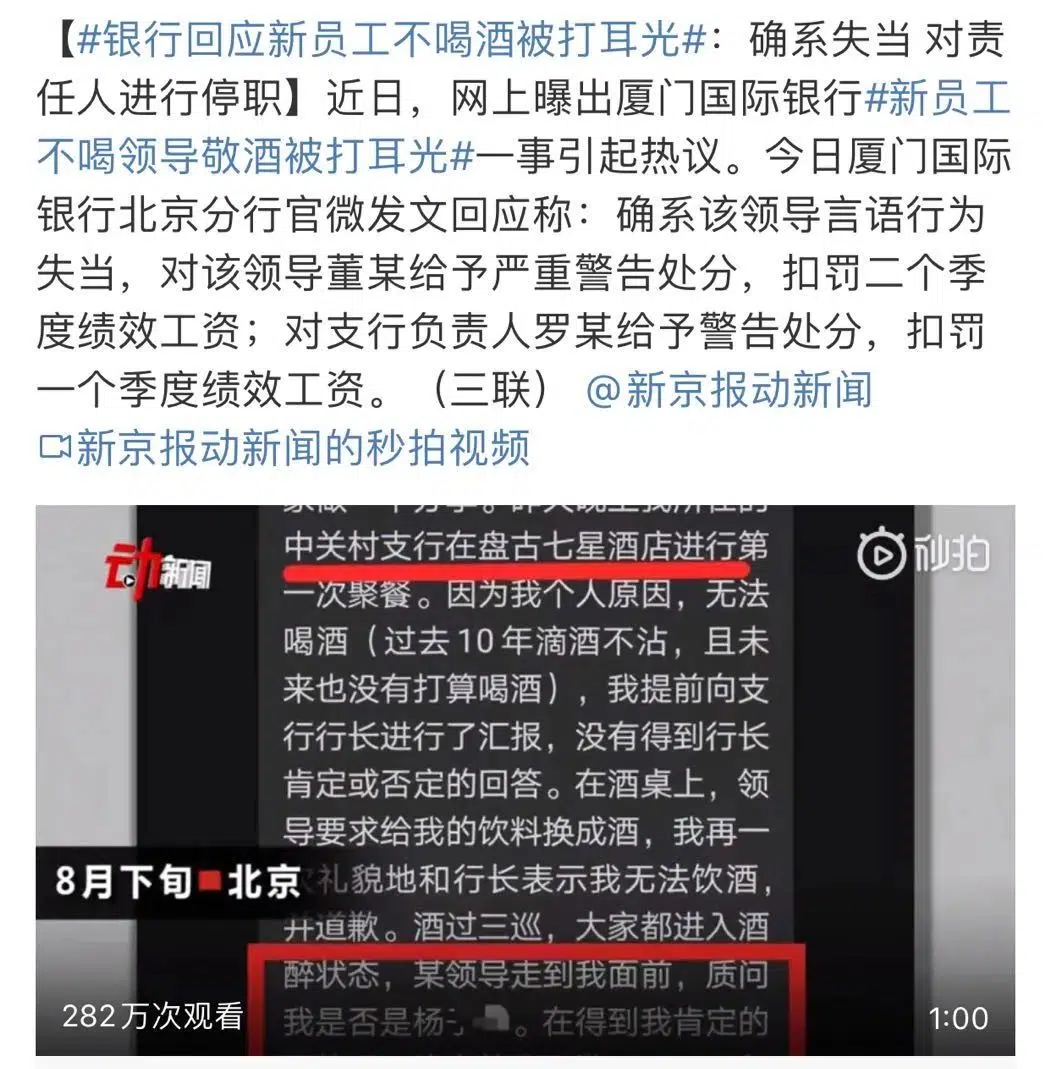 【#银行回应新员工不喝酒被打耳光#：确系失当 对责
任人进行停职】近日，网上曝出厦门国际银行#新员工
不喝领导敬酒被打耳光#一事引起热议。今日厦门国际
银行北京分行官微发文回应称：确系该领导言语行为
失当，对该领导董某给予严重警告处分，扣罚二个季
度绩效工资；对支行负责人罗某给予警告处分，扣罚
一个季度绩效工资。（三联） @新京报动新闻
新京报动新闻的秒拍视频
动新闻
秒拍
中关村支行在盘古七星酒店进行第
一次聚餐。因为我个人原因，无法
喝酒（过去10年滴酒不沾，且未
来也没有打算喝酒），我提前向支
行行长进行了汇报，没有得到行长
肯定或否定的回答。在酒桌上，领
导要求给我的饮料换成酒，我再一
礼貌地和行长表示我无法饮酒，
8月下旬 北京
并道歉。酒过三巡，大家都进入酒
醉状态，某领导走到我面前，质问
我是否是杨 。在得到我肯定的
282万次观看
1:00